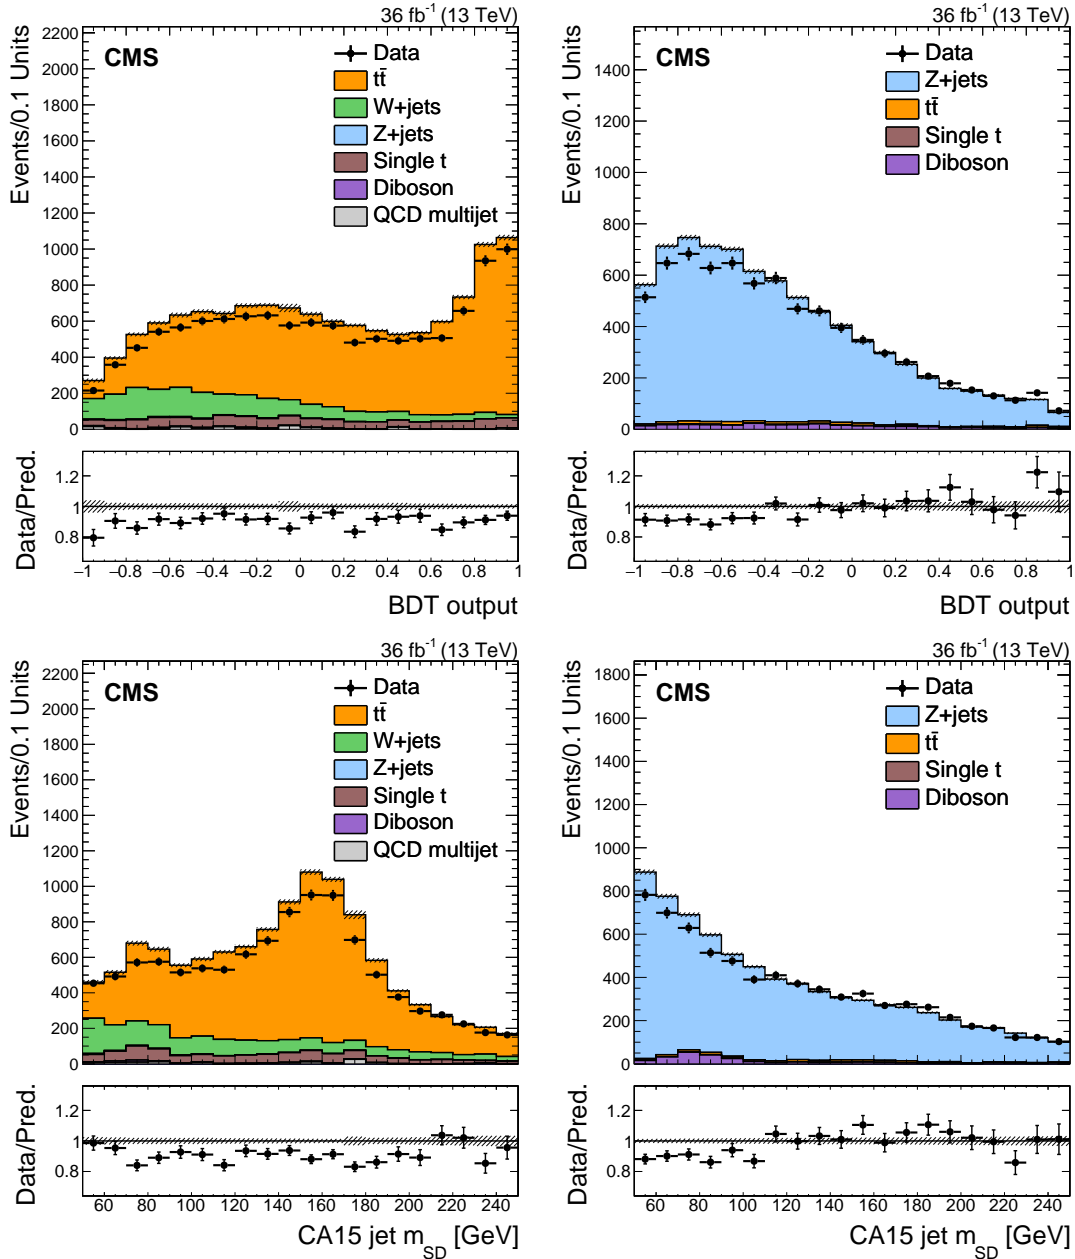 36 fb⁻¹ (13 TeV)
Events/0.1 Units
2200
2000
1800
1600
1400
1200
1000
800
600
400
200
0
CMS
Data
tt̄
W+jets
Z+jets
Single t
Diboson
QCD multijet
Data/Pred.
1.2
1
0.8
−1 −0.8 −0.6 −0.4 −0.2 0 0.2 0.4 0.6 0.8 1
BDT output
36 fb⁻¹ (13 TeV)
Events/0.1 Units
1400
1200
1000
800
600
400
200
0
CMS
Data
Z+jets
tt̄
Single t
Diboson
Data/Pred.
1.2
1
0.8
−1 −0.8 −0.6 −0.4 −0.2 0 0.2 0.4 0.6 0.8 1
BDT output
36 fb⁻¹ (13 TeV)
Events/0.1 Units
2200
2000
1800
1600
1400
1200
1000
800
600
400
200
0
CMS
Data
tt̄
W+jets
Z+jets
Single t
Diboson
QCD multijet
Data/Pred.
1.2
1
0.8
60 80 100 120 140 160 180 200 220 240
CA15 jet m_SD [GeV]
36 fb⁻¹ (13 TeV)
Events/0.1 Units
1800
1600
1400
1200
1000
800
600
400
200
0
CMS
Data
Z+jets
tt̄
Single t
Diboson
Data/Pred.
1.2
1
0.8
60 80 100 120 140 160 180 200 220 240
CA15 jet m_SD [GeV]